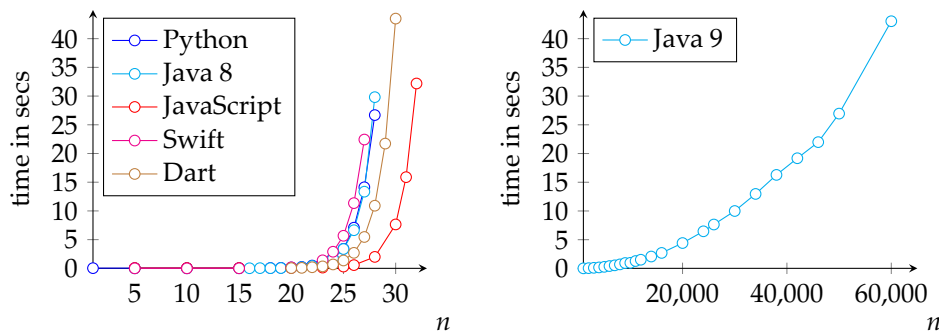 time in secs
40
35
30
25
20
15
10
5
0
Python
Java 8
JavaScript
Swift
Dart
5 10 15 20 25 30
n
time in secs
40
35
30
25
20
15
10
5
0
Java 9
20,000 40,000 60,000
n